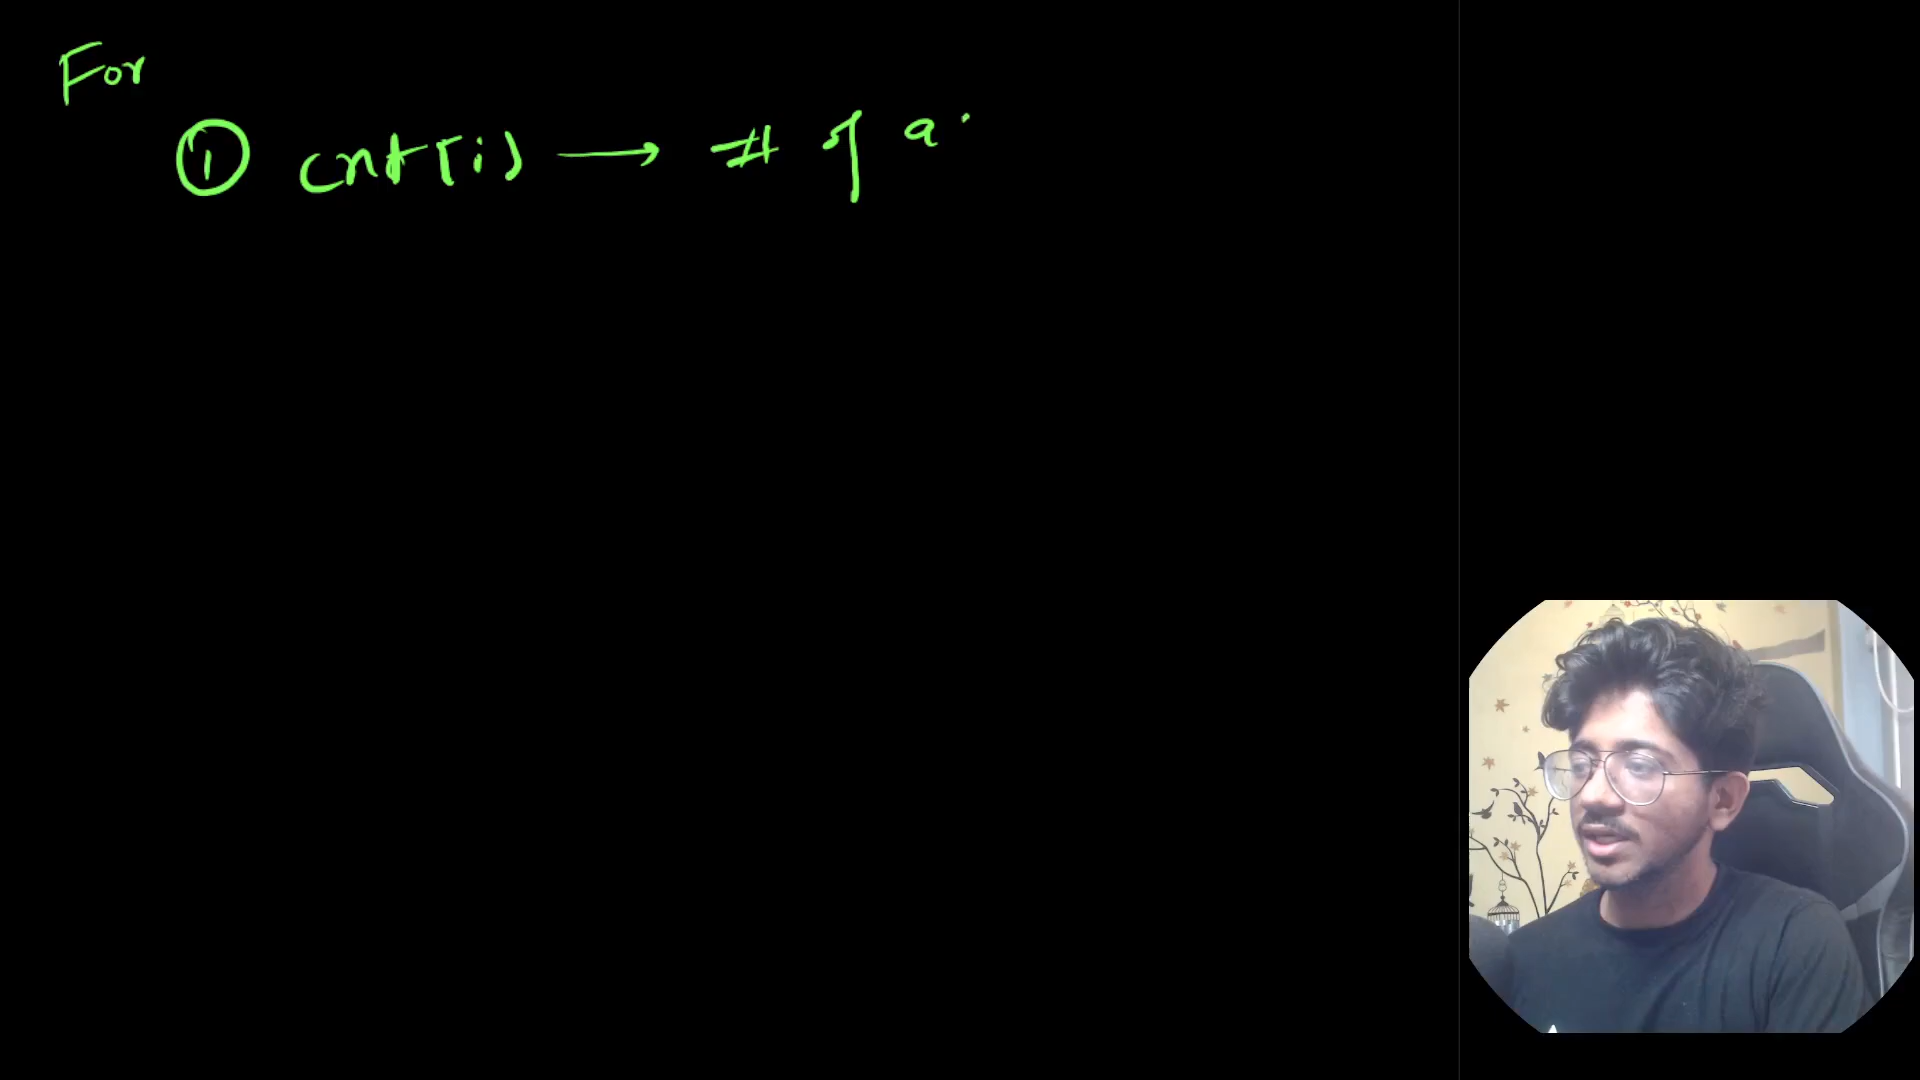 For
① cnt[i) → # of a.